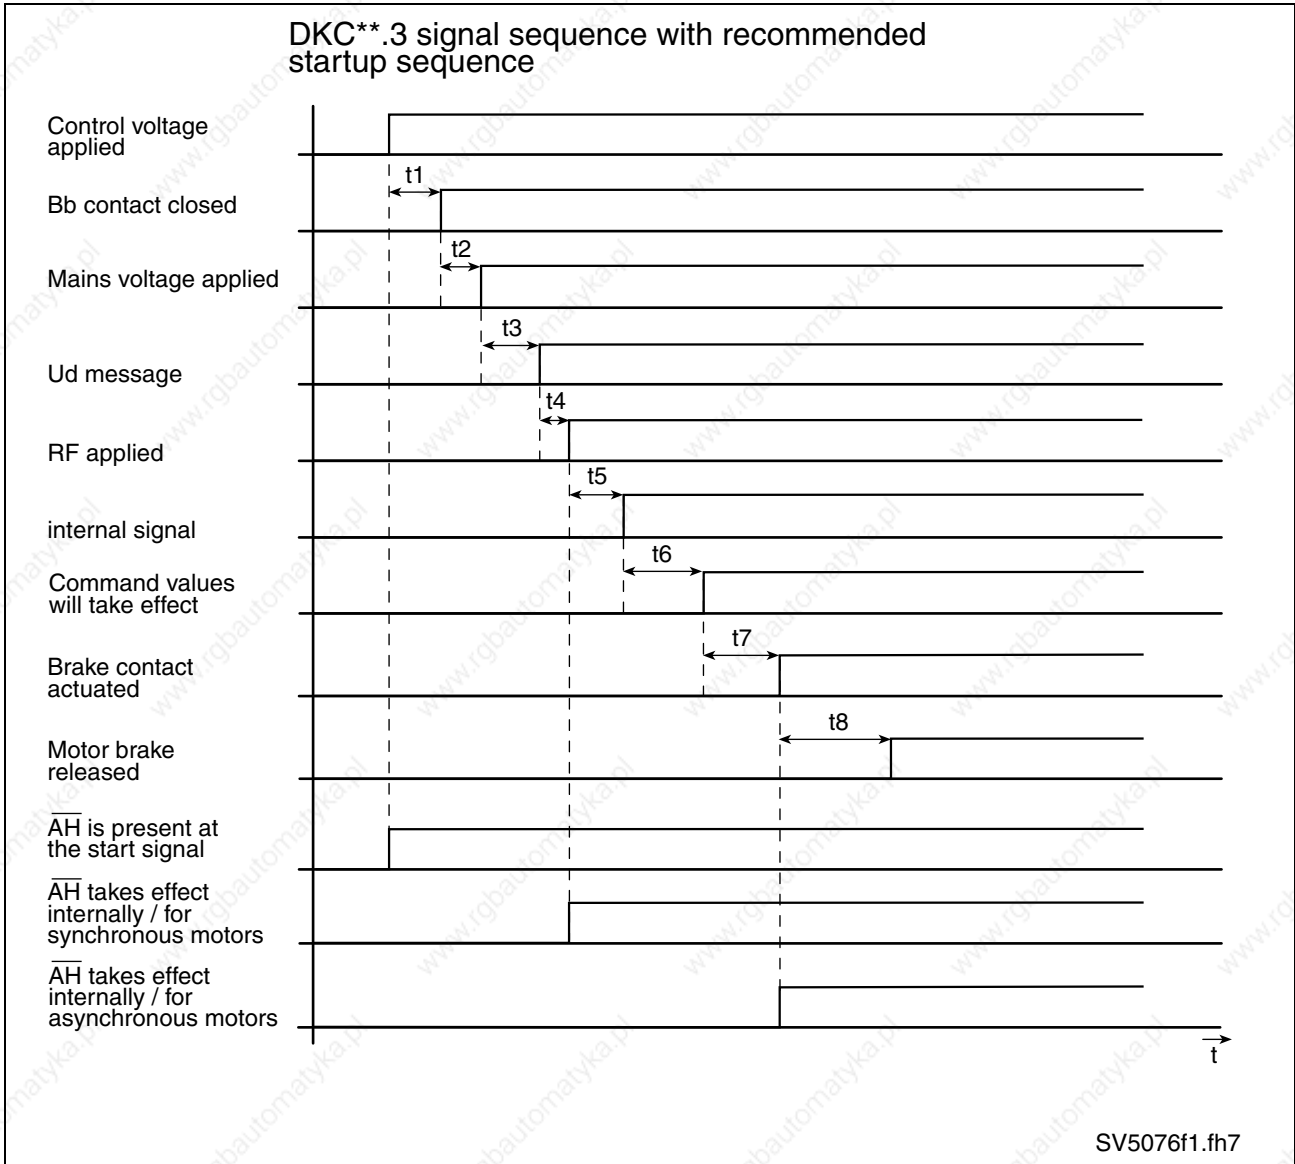 DKC**.3 signal sequence with recommended
startup sequence
Control voltage
applied
t1
Bb contact closed
t2
Mains voltage applied
t3
Ud message
t4
RF applied
t5
internal signal
t6
Command values
will take effect
t7
Brake contact
actuated
t8
Motor brake
released
A̅H̅ is present at
the start signal
A̅H̅ takes effect
internally / for
synchronous motors
A̅H̅ takes effect
internally / for
asynchronous motors
t
SV5076f1.fh7
www.rgbautomatyka.pl